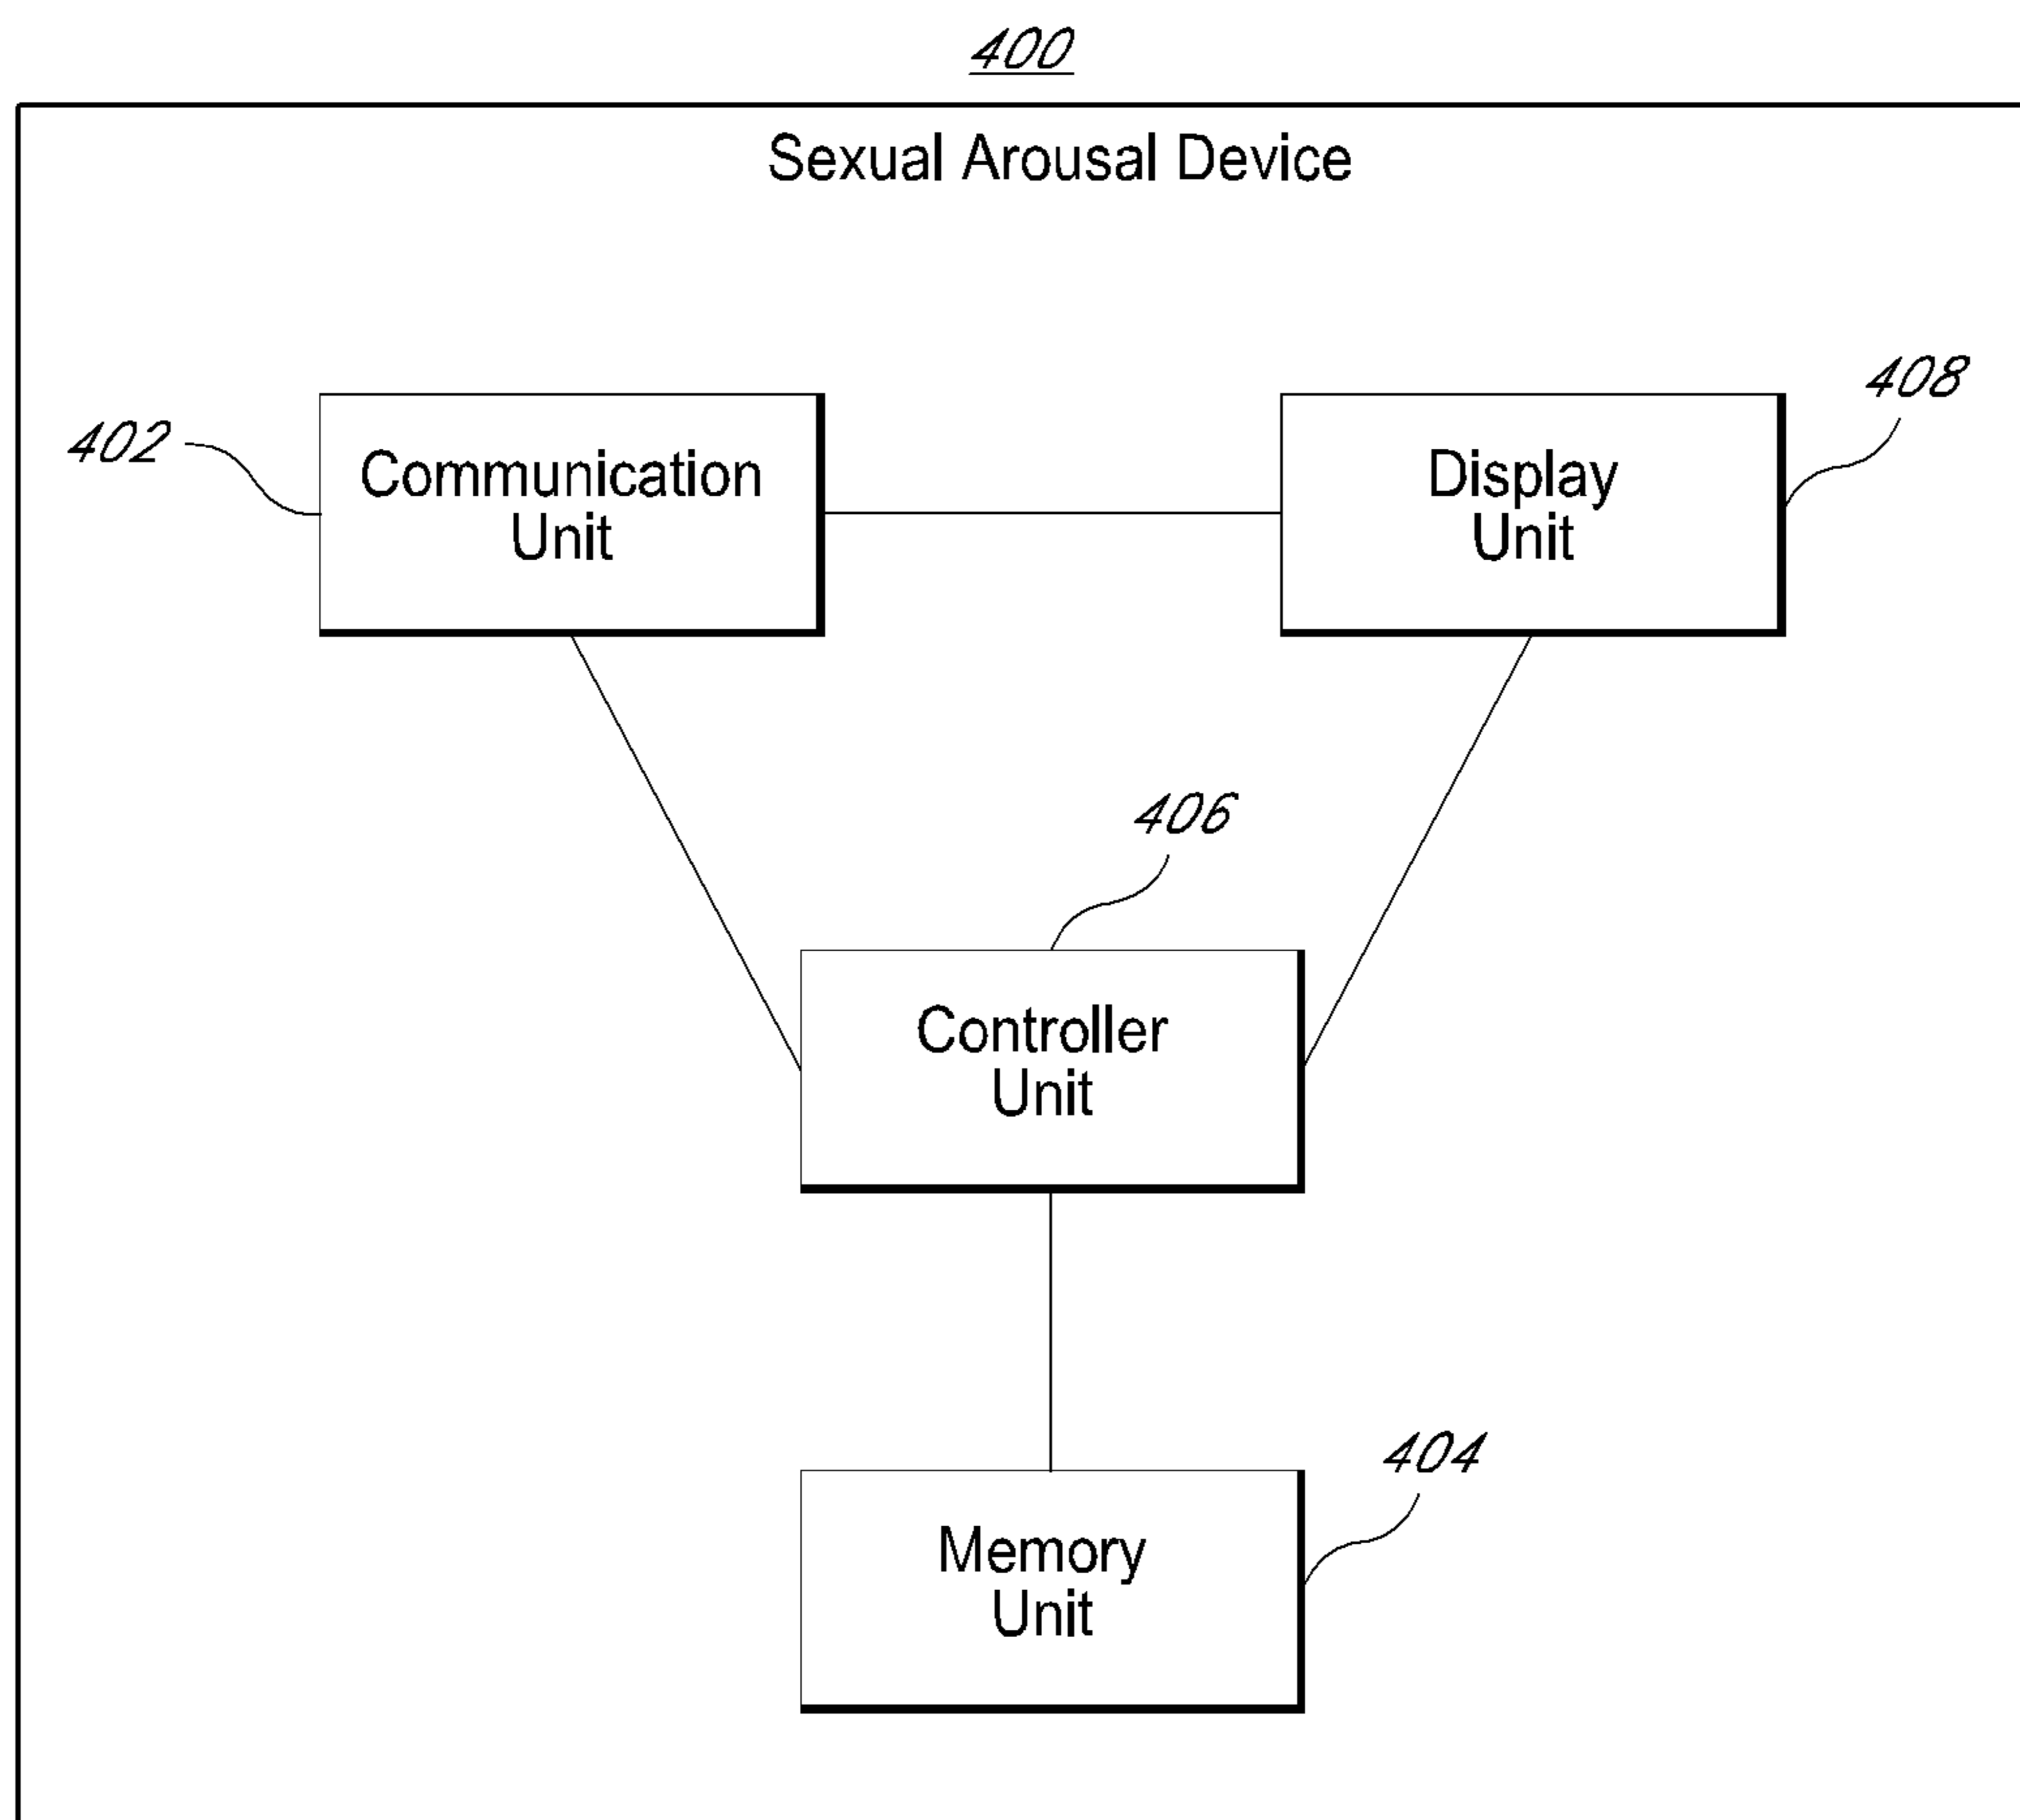 400
Sexual Arousal Device
408
402
Communication
Unit
Display
Unit
406
Controller
Unit
404
Memory
Unit